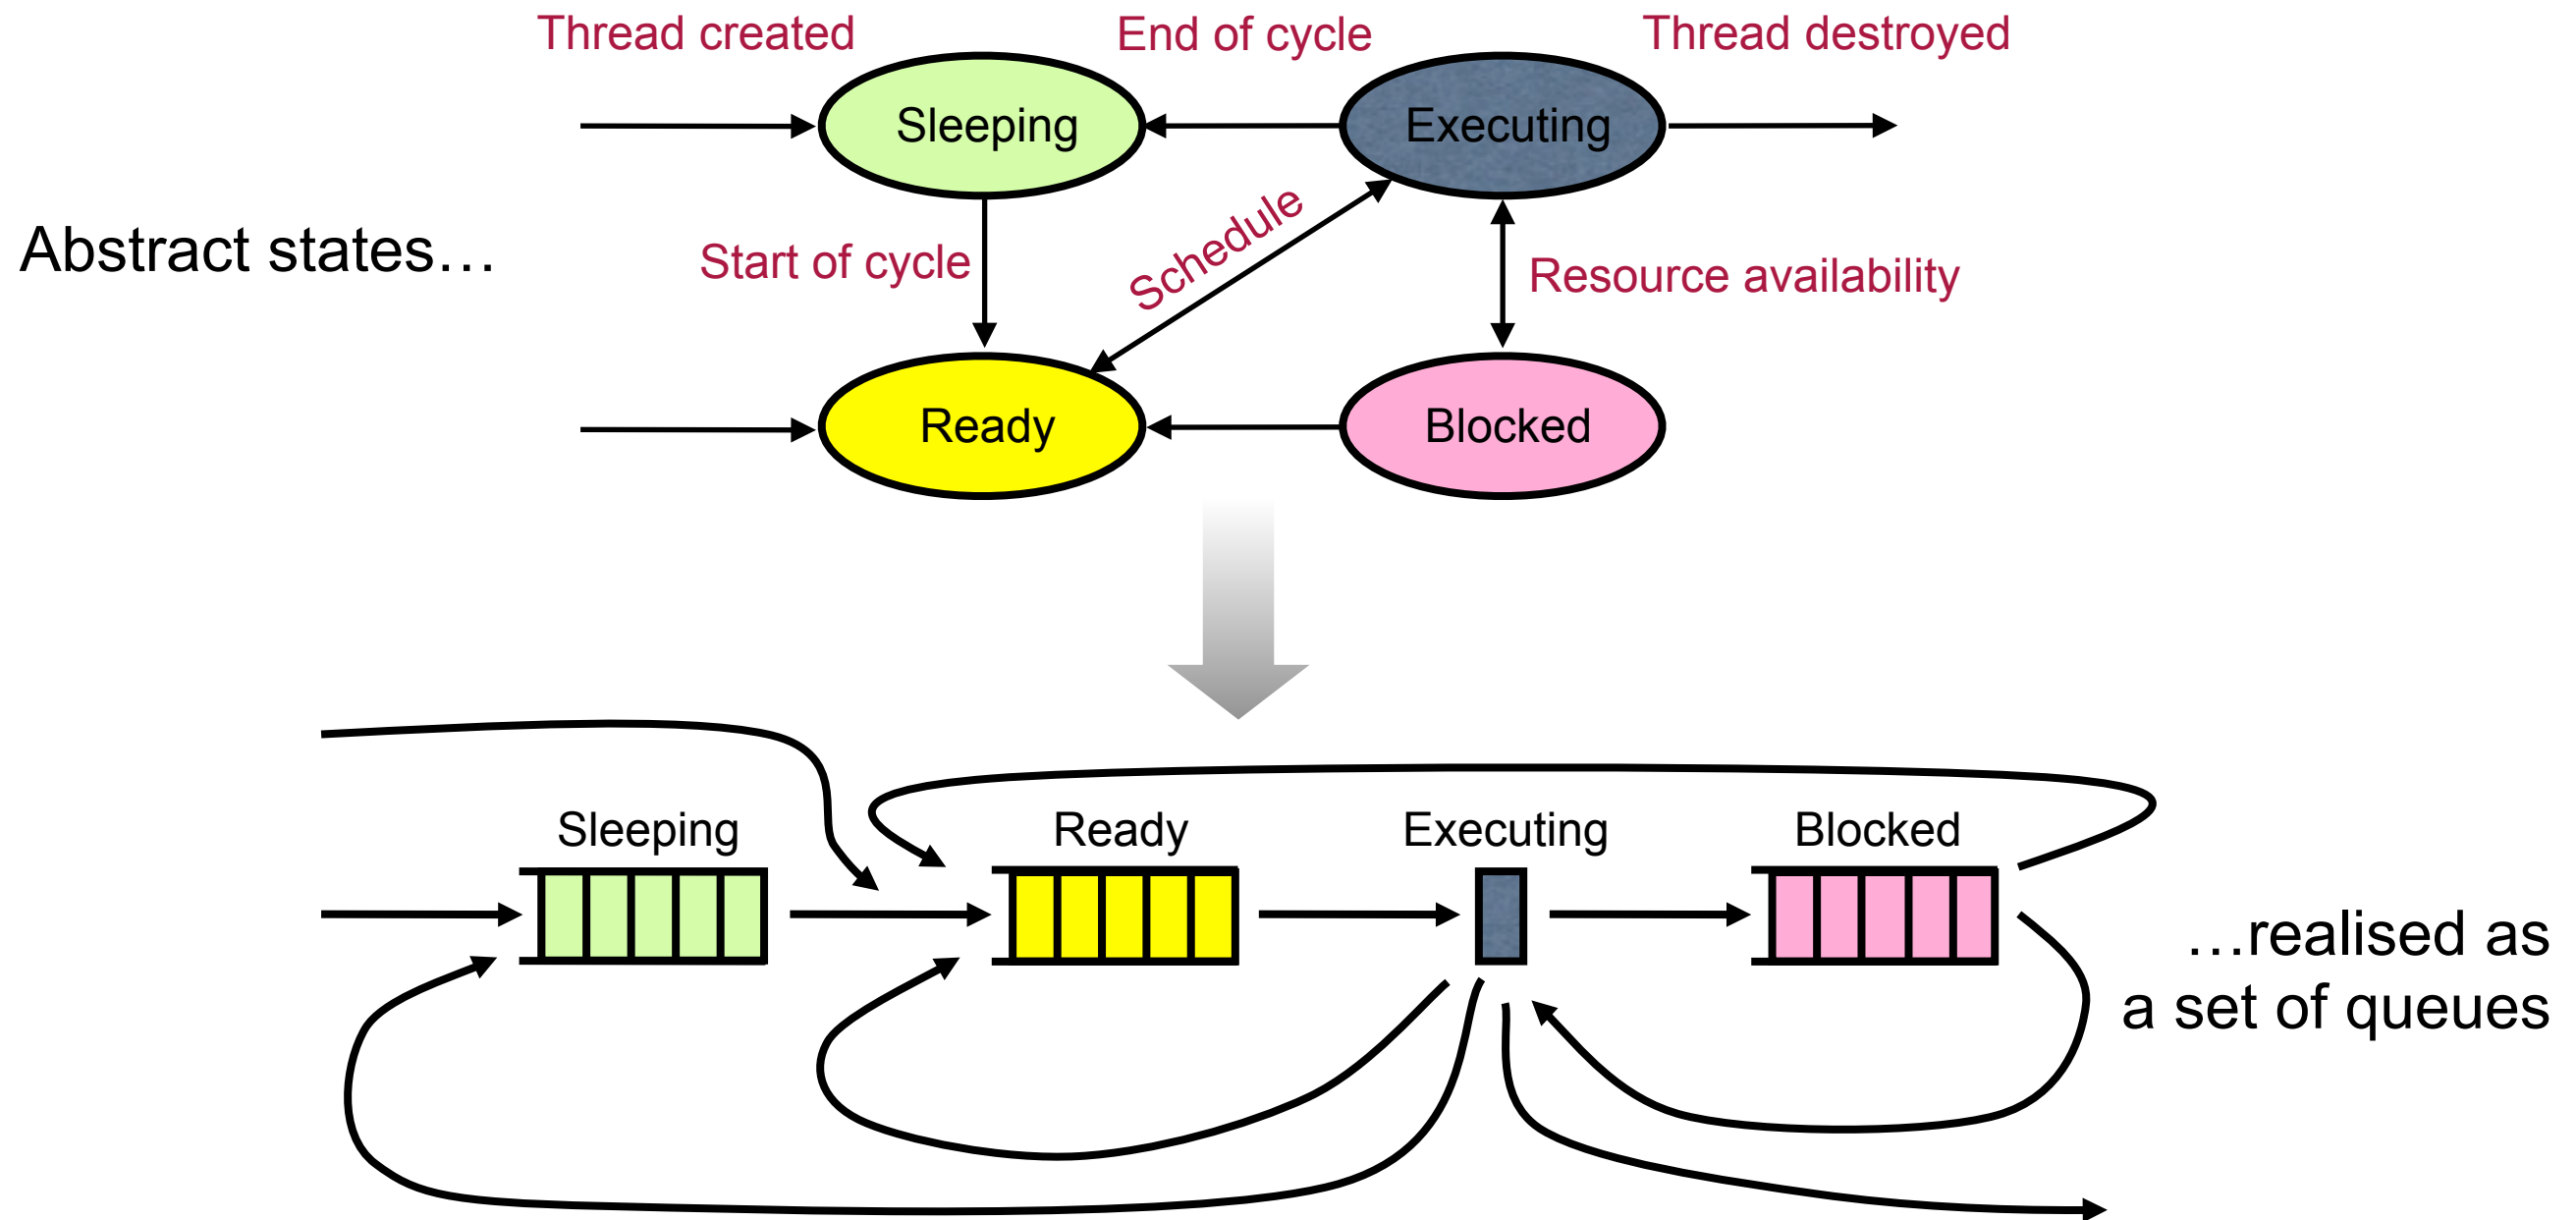 Thread created
End of cycle
Thread destroyed
Sleeping
Executing
Abstract states…
Start of cycle
Schedule
Resource availability
Ready
Blocked
Sleeping
Ready
Executing
Blocked
…realised as
a set of queues